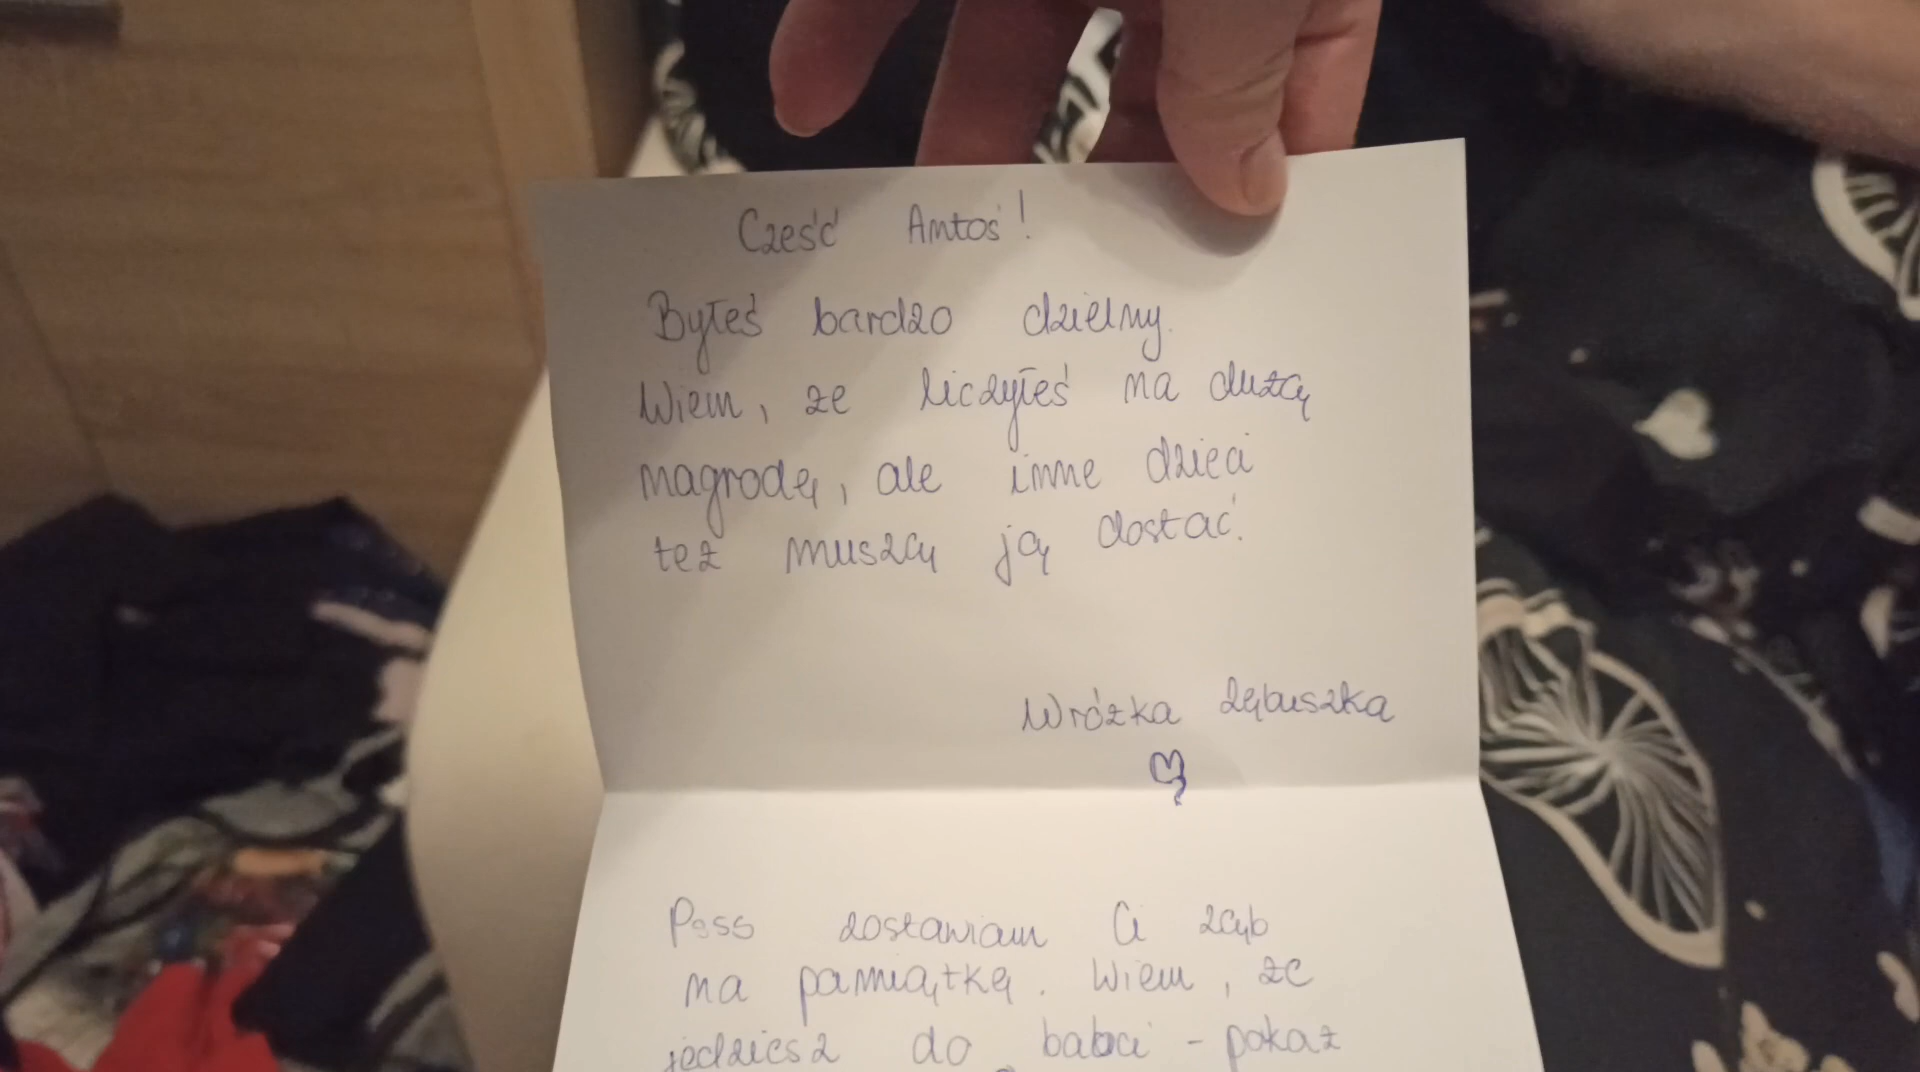 Cześć Antoś!
Byłeś bardzo dzielny.
Wiem, że liczyłeś na dużą
nagrodę, ale inne dzieci
też muszą ją dostać.
Wróżka Zębuszka
Pss zostawiam Ci ząb
na pamiątkę. Wiem, że
jedziesz do babci - pokaż